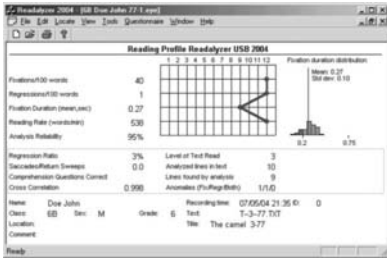 Readalyzer 2004 - [6B Doe John 77-1.eye]
File Edit Locate View Tools Questionnaire Window Help
Reading Profile Readalyzer USB 2004
1 2 3 4 5 6 7 8 9 10 11 12 Fixation duration distribution:
Mean: 0.27
Std dev: 0.10
Fixations/100 words 40
Regressions/100 words 1
Fixation Duration (mean,sec) 0.27
Reading Rate (words/min) 538
Analysis Reliability 95%
0.2 0.75
Regression Ratio 3% Level of Text Read 3
Saccades/Return Sweeps 0.0 Analyzed lines in text 10
Comprehension Questions Correct Lines found by analysis 9
Cross Correlation 0.998 Anomalies (Fix/Regr/Both) 1/1/0
Name: Doe John Recording time: 07/05/04 21:35 ID: 0
Class: 6B Sex: M Grade: 6 Text: T-3-77.TXT
Location: Title: The camel 3-77
Comment:
Ready